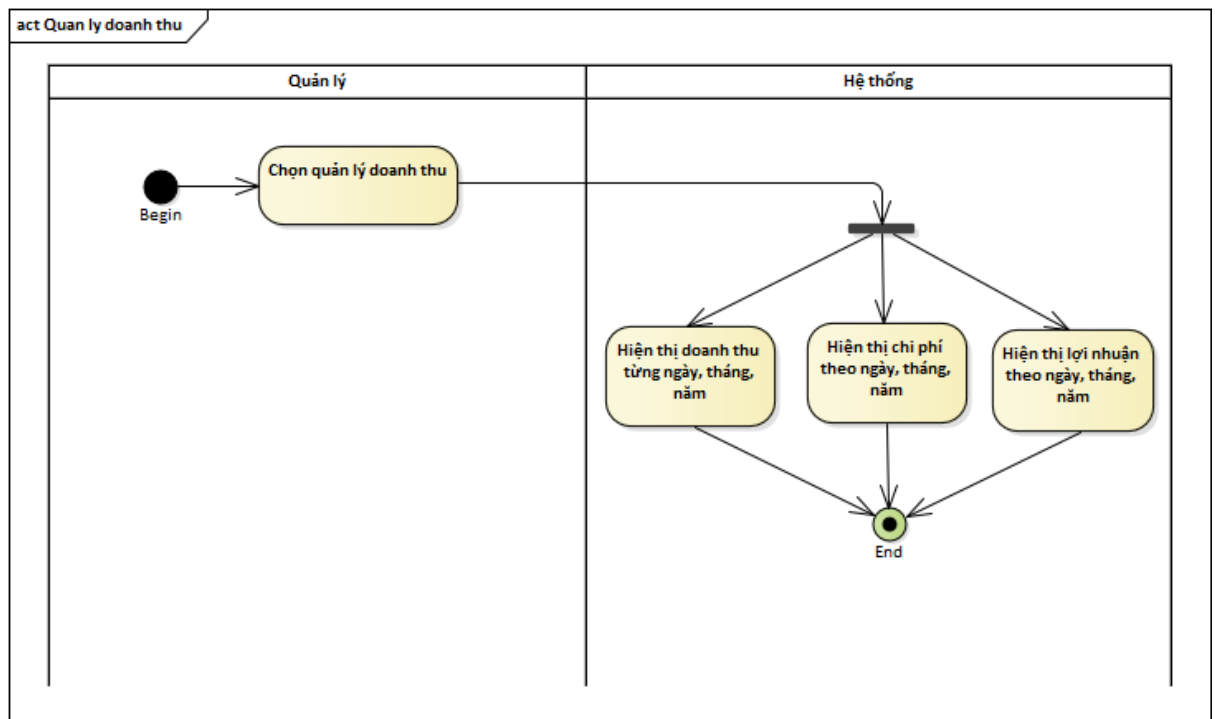 act Quan ly doanh thu
Quản lý
Hệ thống
Chọn quản lý doanh thu
Begin
Hiện thị doanh thu
từng ngày, tháng,
năm
Hiện thị chi phí
theo ngày, tháng,
năm
Hiện thị lợi nhuận
theo ngày, tháng,
năm
End